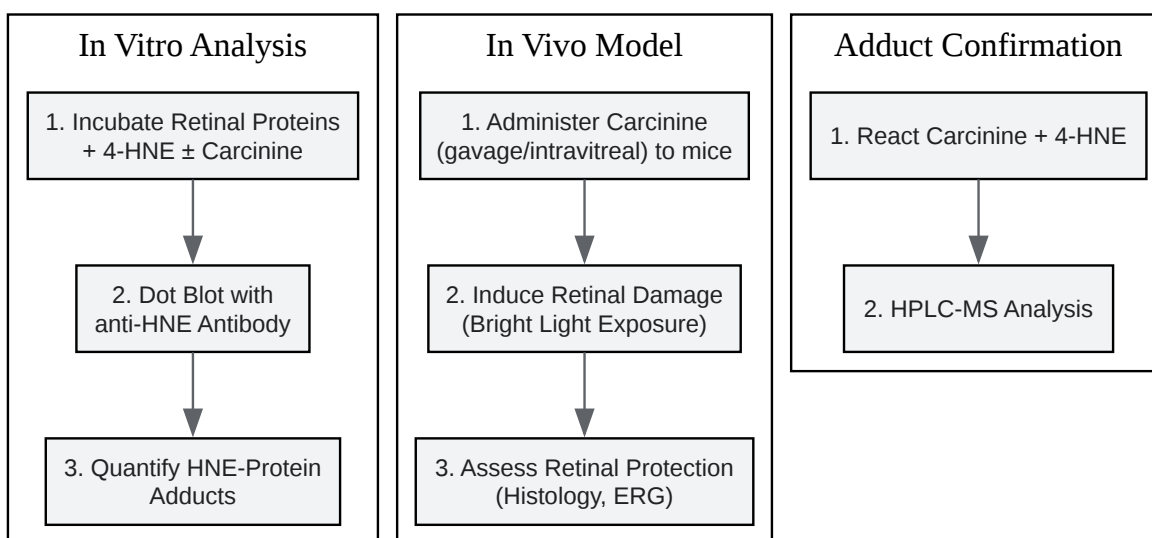 In Vitro Analysis
1. Incubate Retinal Proteins
+ 4-HNE ± Carcinine
2. Dot Blot with
anti-HNE Antibody
3. Quantify HNE-Protein
Adducts
In Vivo Model
1. Administer Carcinine
(gavage/intravitreal) to mice
2. Induce Retinal Damage
(Bright Light Exposure)
3. Assess Retinal Protection
(Histology, ERG)
Adduct Confirmation
1. React Carcinine + 4-HNE
2. HPLC-MS Analysis